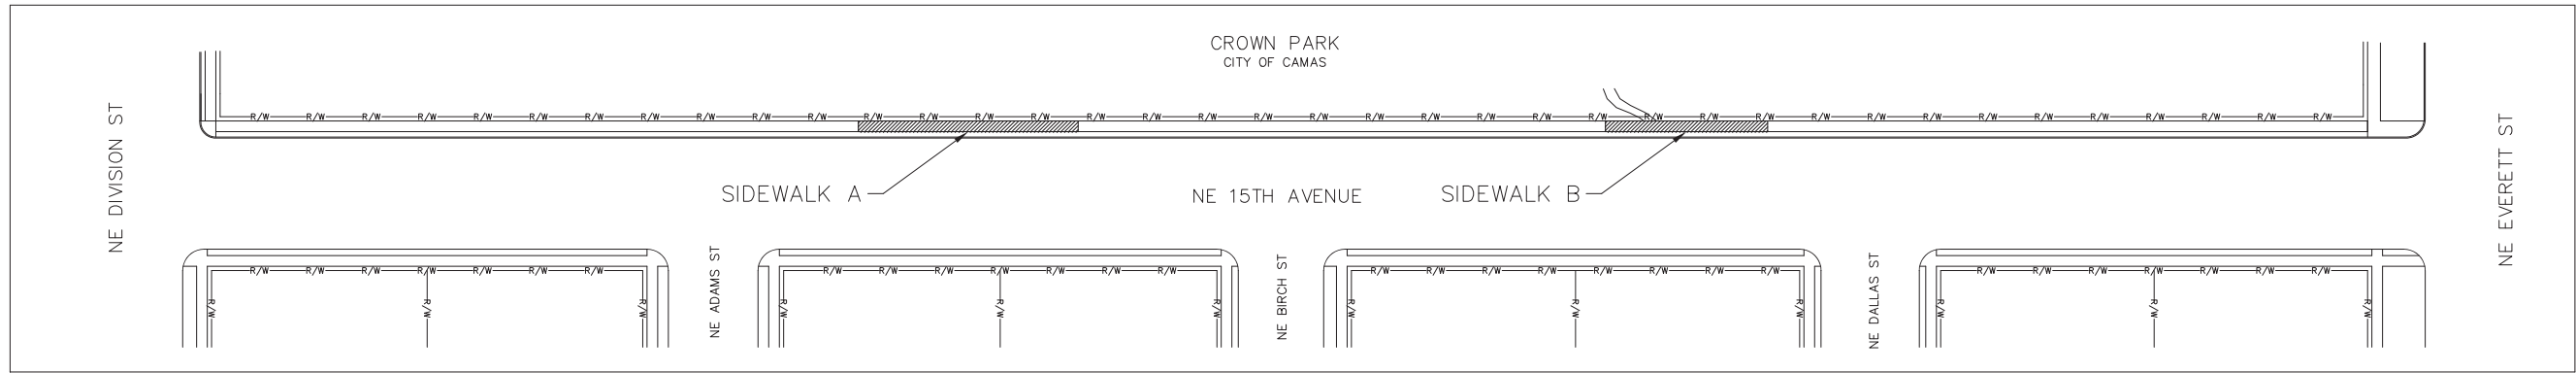 CROWN PARK
CITY OF CAMAS
NE DIVISION ST
R/W R/W R/W R/W R/W R/W R/W R/W R/W R/W R/W R/W R/W R/W R/W R/W R/W R/W R/W R/W R/W R/W R/W R/W R/W R/W R/W R/W R/W R/W R/W R/W R/W R/W R/W R/W R/W R/W
NE EVERETT ST
SIDEWALK A
NE 15TH AVENUE
SIDEWALK B
R/W R/W R/W R/W R/W R/W R/W
NE ADAMS ST
R/W R/W R/W R/W R/W R/W R/W
NE BIRCH ST
R/W R/W R/W R/W R/W R/W R/W R/W
NE DALLAS ST
R/W R/W R/W R/W R/W R/W R/W
R/W R/W R/W
R/W R/W R/W
R/W R/W R/W
R/W R/W R/W